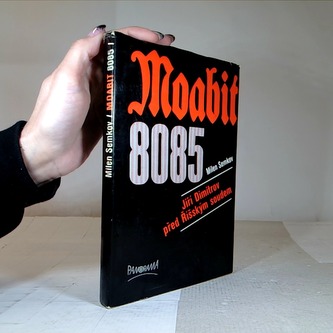 Milen Semkov / MOABIT 8085 !
Moabit
8085
Milen Semkov
Jiří Dimitrov
před Říšským soudem
PANORAMA